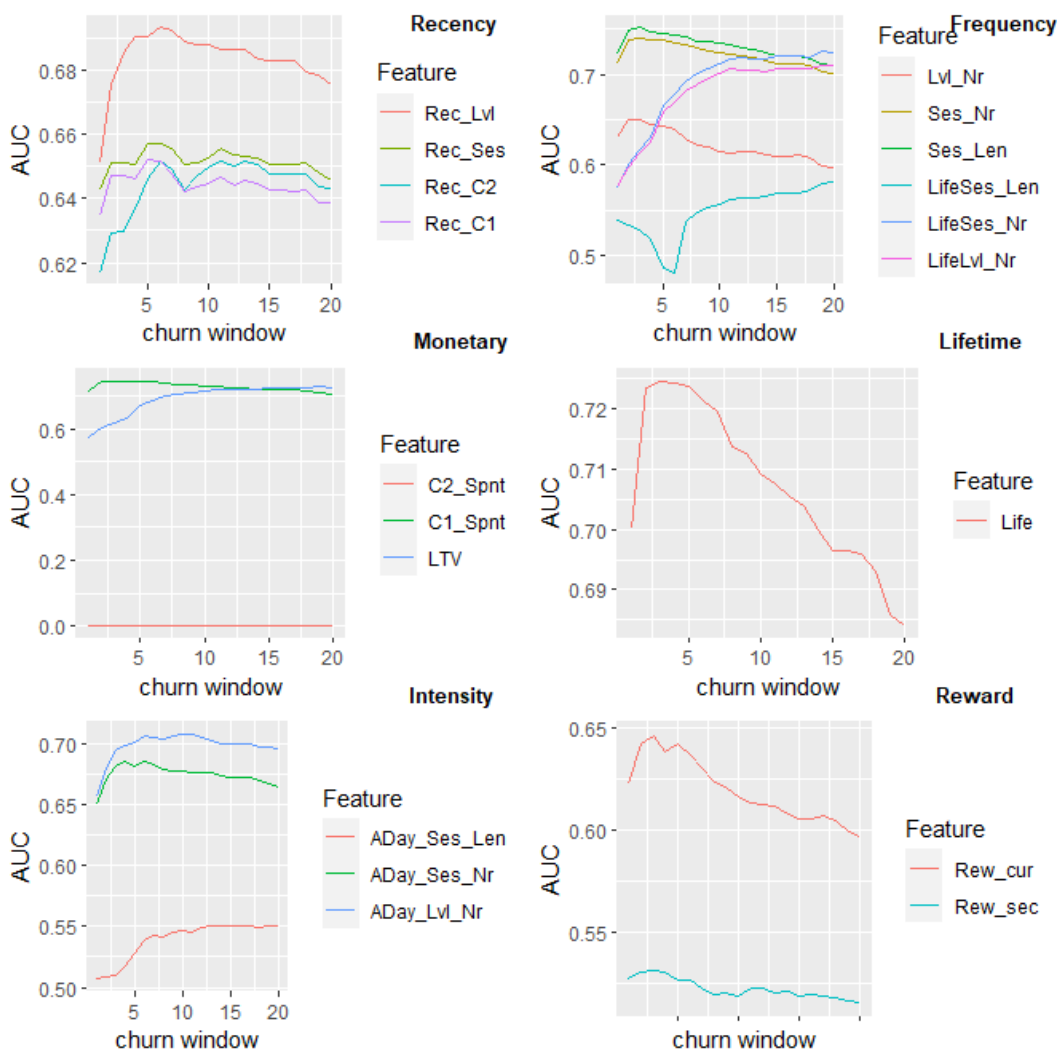 Recency
AUC
0.68
0.66
0.64
0.62
5
10
15
20
churn window
Feature
Rec_Lvl
Rec_Ses
Rec_C2
Rec_C1
Frequency
AUC
0.7
0.6
0.5
5
10
15
20
churn window
Feature
Lvl_Nr
Ses_Nr
Ses_Len
LifeSes_Len
LifeSes_Nr
LifeLvl_Nr
Monetary
AUC
0.6
0.4
0.2
0.0
5
10
15
20
churn window
Feature
C2_Spnt
C1_Spnt
LTV
Lifetime
AUC
0.72
0.71
0.70
0.69
5
10
15
20
churn window
Feature
Life
Intensity
AUC
0.70
0.65
0.60
0.55
0.50
5
10
15
20
churn window
Feature
ADay_Ses_Len
ADay_Ses_Nr
ADay_Lvl_Nr
Reward
AUC
0.65
0.60
0.55
churn window
Feature
Rew_cur
Rew_sec